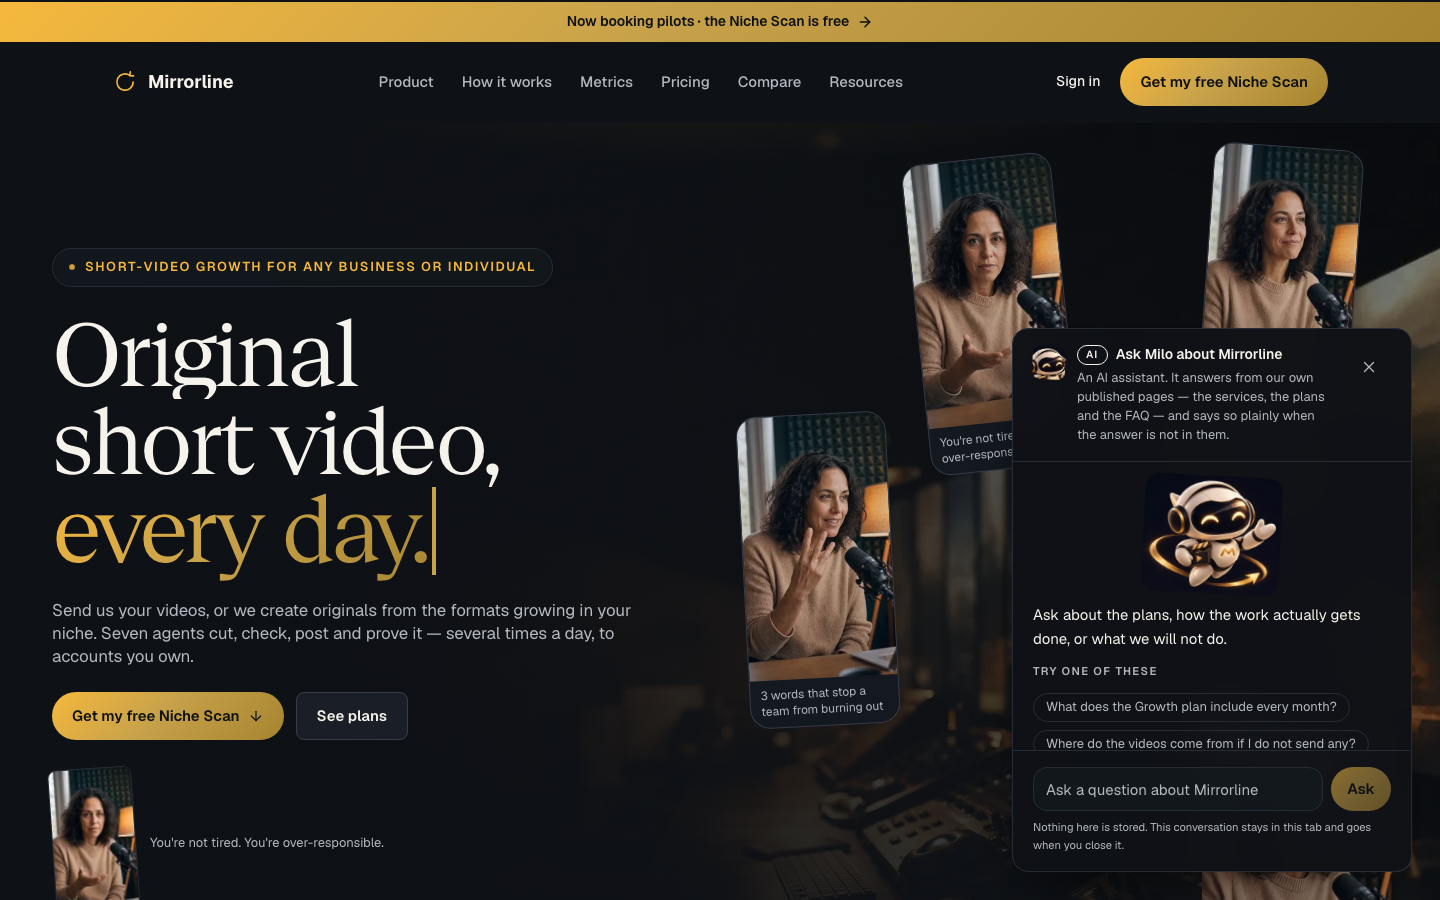 Now booking pilots · the Niche Scan is free →
Mirrorline
Product
How it works
Metrics
Pricing
Compare
Resources
Sign in
Get my free Niche Scan
SHORT-VIDEO GROWTH FOR ANY BUSINESS OR INDIVIDUAL
Original
short video,
every day.
Send us your videos, or we create originals from the formats growing in your
niche. Seven agents cut, check, post and prove it — several times a day, to
accounts you own.
Get my free Niche Scan ↓
See plans
You're not tired. You're over-responsible.
3 words that stop a
team from burning out
You're not
AI
Ask Milo about Mirrorline
An AI assistant. It answers from our own
published pages — the services, the plans
and the FAQ — and says so plainly when
the answer is not in them.
M
Ask about the plans, how the work actually gets
done, or what we will not do.
TRY ONE OF THESE
What does the Growth plan include every month?
Where do the videos come from if I do not send any?
Ask a question about Mirrorline
Ask
Nothing here is stored. This conversation stays in this tab and goes
when you close it.